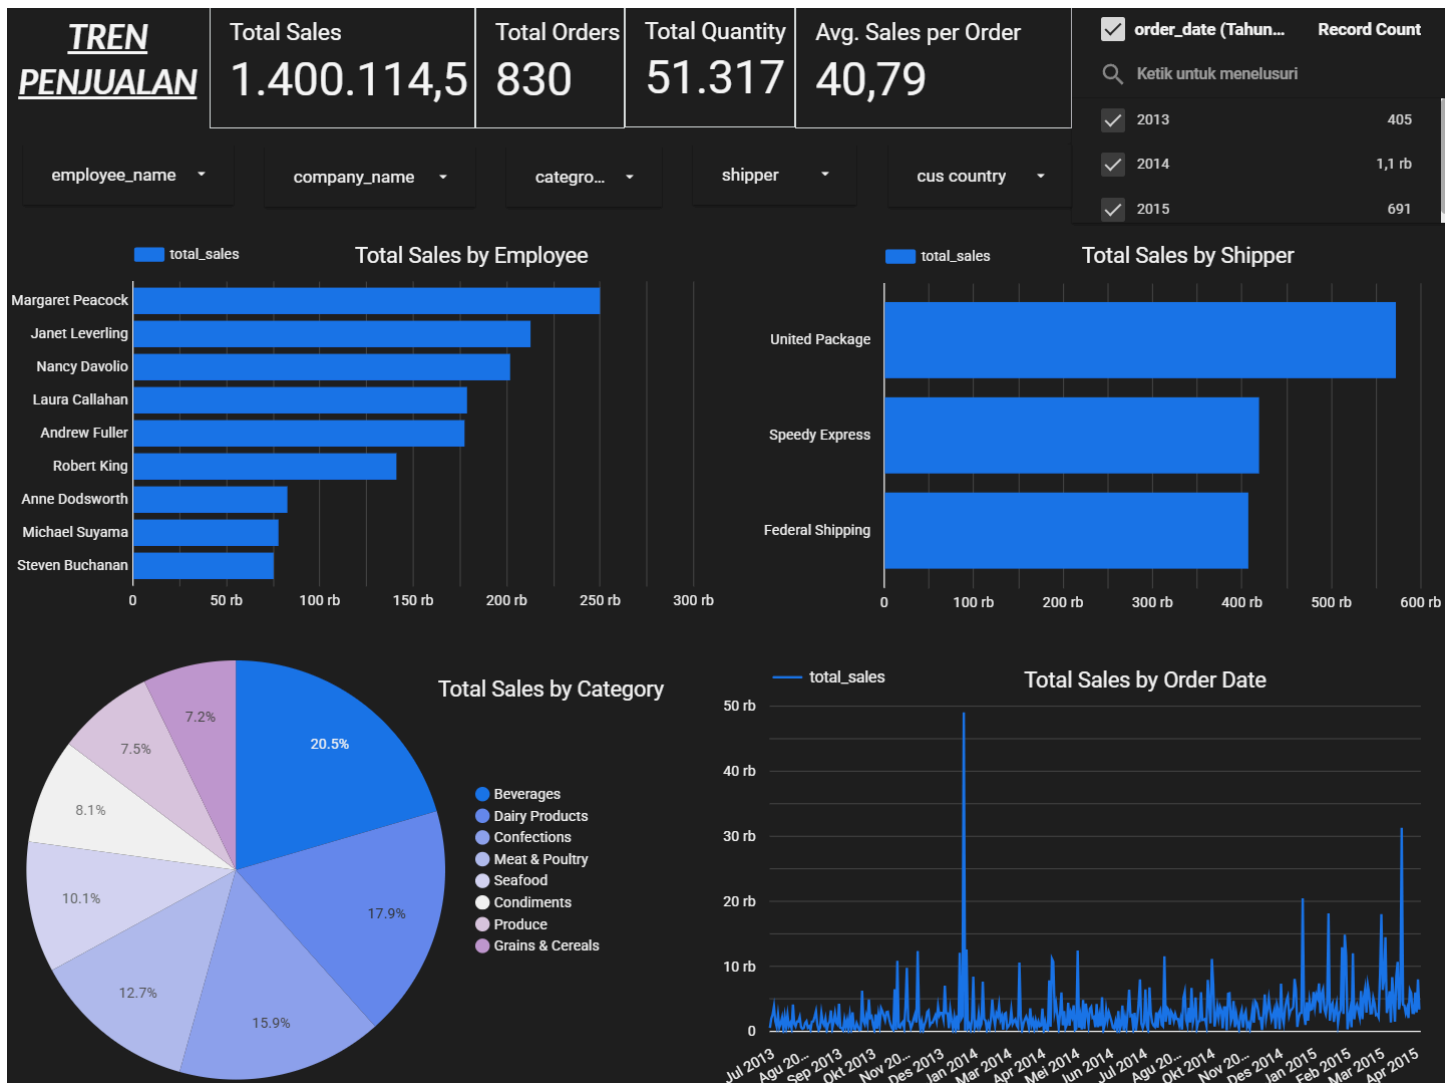 TREN
PENJUALAN
Total Sales
1.400.114,5
Total Orders
830
Total Quantity
51.317
Avg. Sales per Order
40,79
order_date (Tahun... Record Count
Ketik untuk menelusuri
2013 405
2014 1,1 rb
2015 691
employee_name
company_name
categro...
shipper
cus country
total_sales
Total Sales by Employee
Margaret Peacock
Janet Leverling
Nancy Davolio
Laura Callahan
Andrew Fuller
Robert King
Anne Dodsworth
Michael Suyama
Steven Buchanan
0 50 rb 100 rb 150 rb 200 rb 250 rb 300 rb
total_sales
Total Sales by Shipper
United Package
Speedy Express
Federal Shipping
0 100 rb 200 rb 300 rb 400 rb 500 rb 600 rb
Total Sales by Category
20.5%
17.9%
15.9%
12.7%
10.1%
8.1%
7.5%
7.2%
Beverages
Dairy Products
Confections
Meat & Poultry
Seafood
Condiments
Produce
Grains & Cereals
total_sales
Total Sales by Order Date
50 rb
40 rb
30 rb
20 rb
10 rb
0
Jul 2013
Agu 20...
Sep 2013
Okt 2013
Nov 20...
Des 2013
Jan 2014
Mar 2014
Apr 2014
Mei 2014
Jun 2014
Jul 2014
Agu 20...
Okt 2014
Nov 20...
Des 2014
Jan 2015
Feb 2015
Mar 2015
Apr 2015